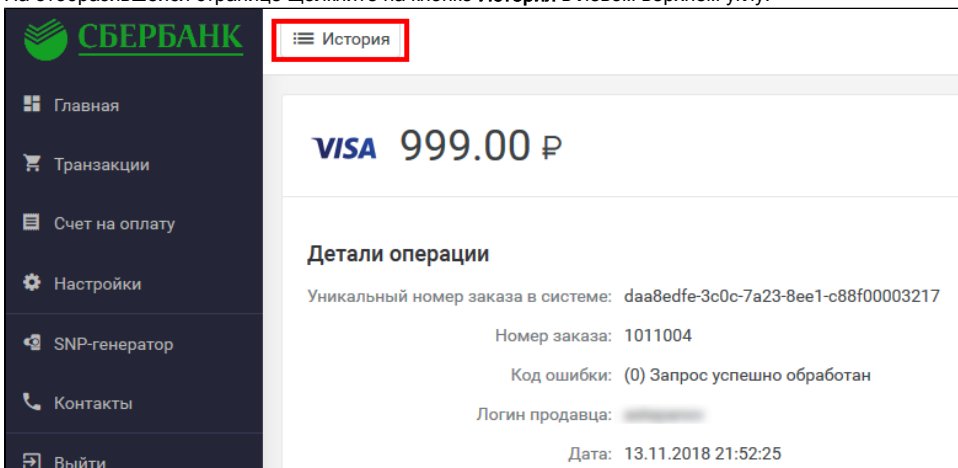 СБЕРБАНК
История
Главная
Транзакции
Счет на оплату
Настройки
SNP-генератор
Контакты
Выйти
VISA 999.00 ₽
Детали операции
Уникальный номер заказа в системе: daa8edfe-3c0c-7a23-8ee1-c88f00003217
Номер заказа: 1011004
Код ошибки: (0) Запрос успешно обработан
Логин продавца:
Дата: 13.11.2018 21:52:25